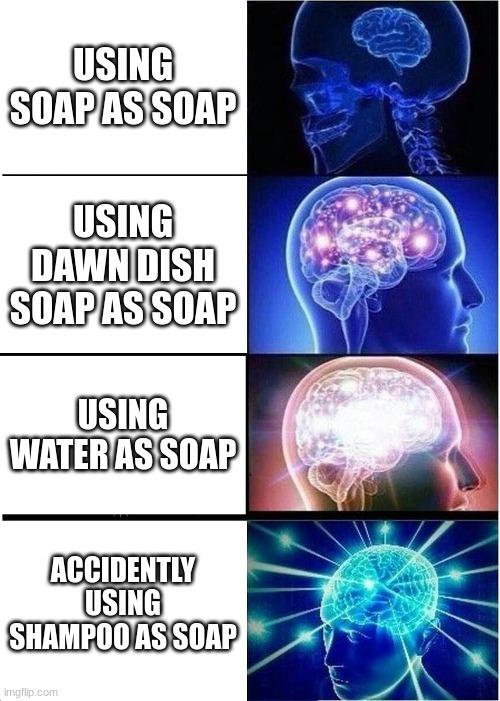 USING
SOAP AS SOAP
USING
DAWN DISH
SOAP AS SOAP
USING
WATER AS SOAP
ACCIDENTLY
USING
SHAMPOO AS SOAP
imgflip.com